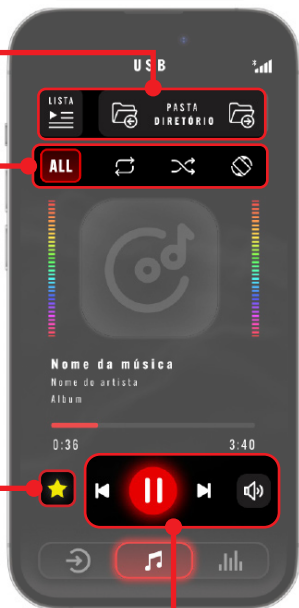 USB
LISTA
PASTA
DIRETÓRIO
ALL
Nome da música
Nome do artista
Album
0:36
3:40